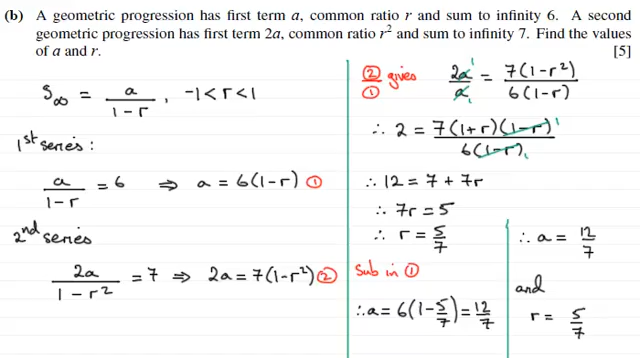 (b) A geometric progression has first term a, common ratio r and sum to infinity 6. A second
geometric progression has first term 2a, common ratio r² and sum to infinity 7. Find the values
of a and r. [5]
S∞ = a/(1-r) , -1<r<1
1st series:
a/(1-r) = 6 ⇒ a = 6(1-r) ①
2nd series
2a/(1-r²) = 7 ⇒ 2a = 7(1-r²) ②
②/① gives 2a/a = 7(1-r²)/6(1-r)
∴ 2 = 7(1+r)(1-r)/6(1-r)
∴ 12 = 7 + 7r
∴ 7r = 5
∴ r = 5/7
Sub in ①
∴ a = 6(1-5/7) = 12/7
∴ a = 12/7
and
r = 5/7